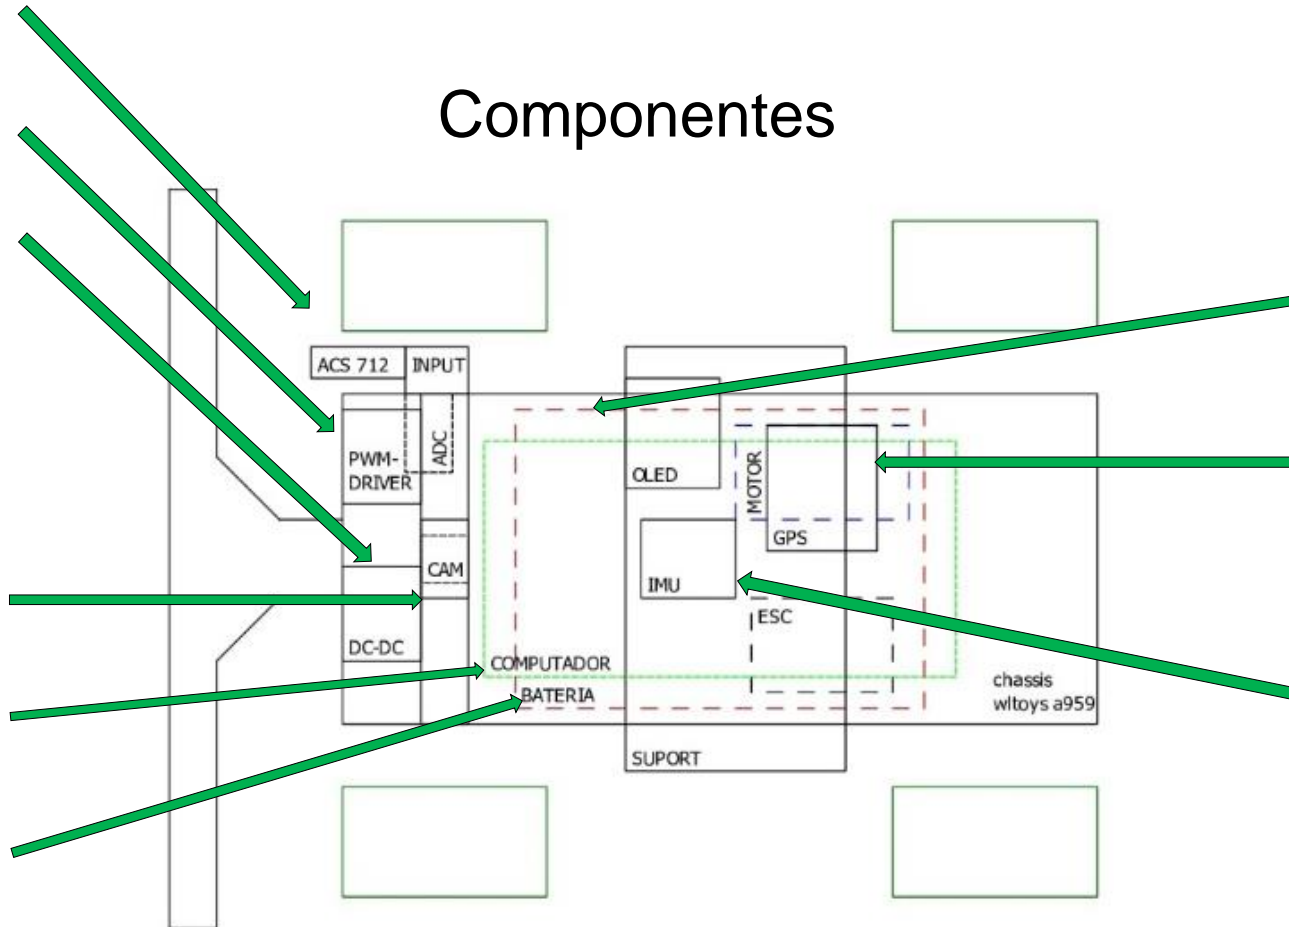 Componentes
ACS 712
INPUT
PWM-
DRIVER
ADC
OLED
MOTOR
GPS
CAM
IMU
ESC
DC-DC
COMPUTADOR
BATERIA
chassis
wltoys a959
SUPORT